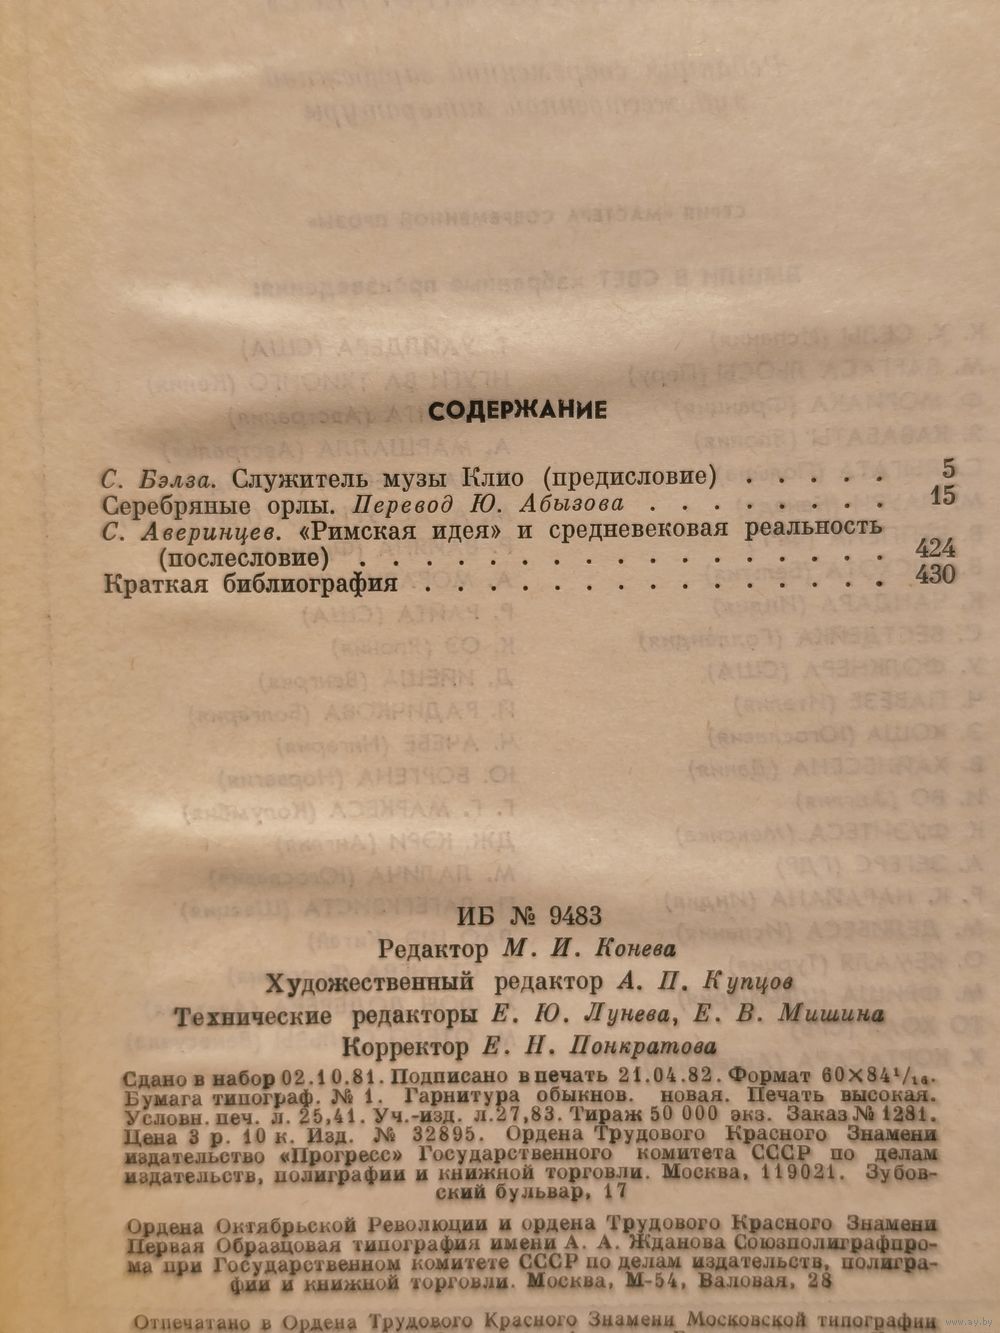 СОДЕРЖАНИЕ
С. Бэлза. Служитель музы Клио (предисловие) . . . . . 5
Серебряные орлы. Перевод Ю. Абызова . . . . . . . . 15
С. Аверинцев. «Римская идея» и средневековая реальность
(послесловие) . . . . . . . . . . . . . . . . . 424
Краткая библиография . . . . . . . . . . . . . . . 430
ИБ № 9483
Редактор М. И. Конева
Художественный редактор А. П. Купцов
Технические редакторы Е. Ю. Лунева, Е. В. Мишина
Корректор Е. Н. Понкратова
Сдано в набор 02.10.81. Подписано в печать 21.04.82. Формат 60×84¹/₁₆.
Бумага типограф. № 1. Гарнитура обыкнов. новая. Печать высокая.
Условн. печ. л. 25,41. Уч.-изд. л.27,83. Тираж 50 000 экз. Заказ № 1281.
Цена 3 р. 10 к. Изд. № 32895. Ордена Трудового Красного Знамени
издательство «Прогресс» Государственного комитета СССР по делам
издательств, полиграфии и книжной торговли. Москва, 119021. Зубов-
ский бульвар, 17
Ордена Октябрьской Революции и ордена Трудового Красного Знамени
Первая Образцовая типография имени А. А. Жданова Союзполиграфпро-
ма при Государственном комитете СССР по делам издательств, полигра-
фии и книжной торговли. Москва, М-54, Валовая, 28
Отпечатано в Ордена Трудового Красного Знамени Московской типографии
www.ay.by